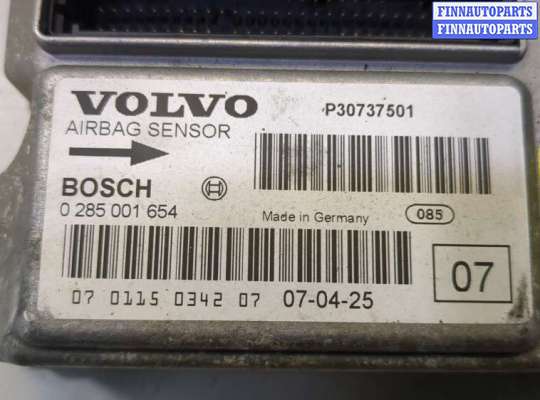 FINNAUTOPARTS
FINNAUTOPARTS
VOLVO
P30737501
AIRBAG SENSOR
BOSCH
0 285 001 654
Made in Germany
085
07 0115 0342 07
07-04-25
07